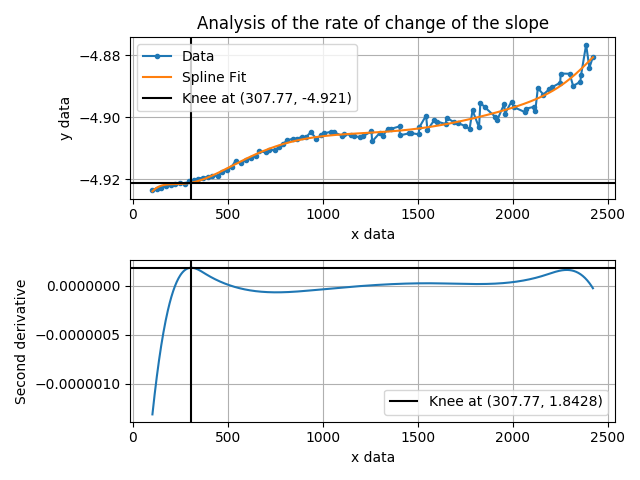 Analysis of the rate of change of the slope
Data
Spline Fit
Knee at (307.77, -4.921)
−4.88
−4.90
−4.92
y data
0 500 1000 1500 2000 2500
x data
0.0000000
−0.0000005
−0.0000010
Second derivative
Knee at (307.77, 1.8428)
0 500 1000 1500 2000 2500
x data